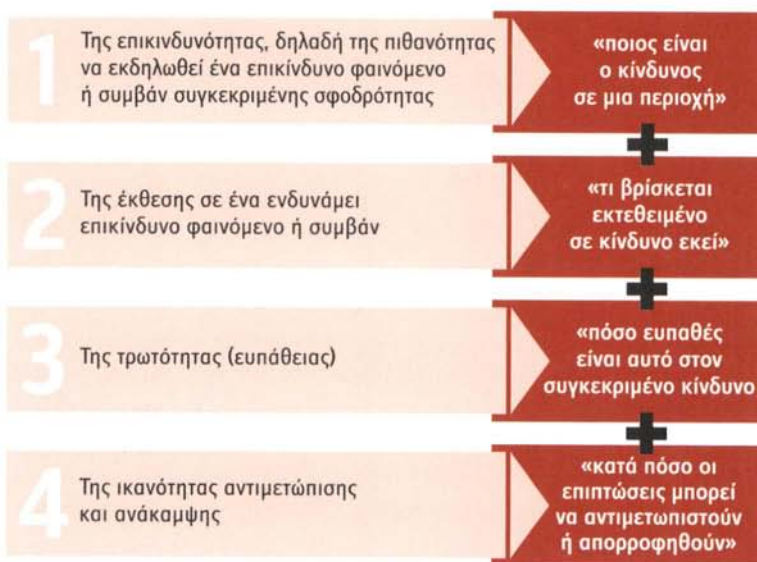 1
Της επικινδυνότητας, δηλαδή της πιθανότητας
να εκδηλωθεί ένα επικίνδυνο φαινόμενο
ή συμβάν συγκεκριμένης σφοδρότητας
«ποιος είναι
ο κίνδυνος
σε μια περιοχή»
+
2
Της έκθεσης σε ένα ενδυνάμει
επικίνδυνο φαινόμενο ή συμβάν
«τι βρίσκεται
εκτεθειμένο
σε κίνδυνο εκεί»
+
3
Της τρωτότητας (ευπάθειας)
«πόσο ευπαθές
είναι αυτό στον
συγκεκριμένο κίνδυνο
+
4
Της ικανότητας αντιμετώπισης
και ανάκαμψης
«κατά πόσο οι
επιπτώσεις μπορεί
να αντιμετωπιστούν
ή απορροφηθούν»